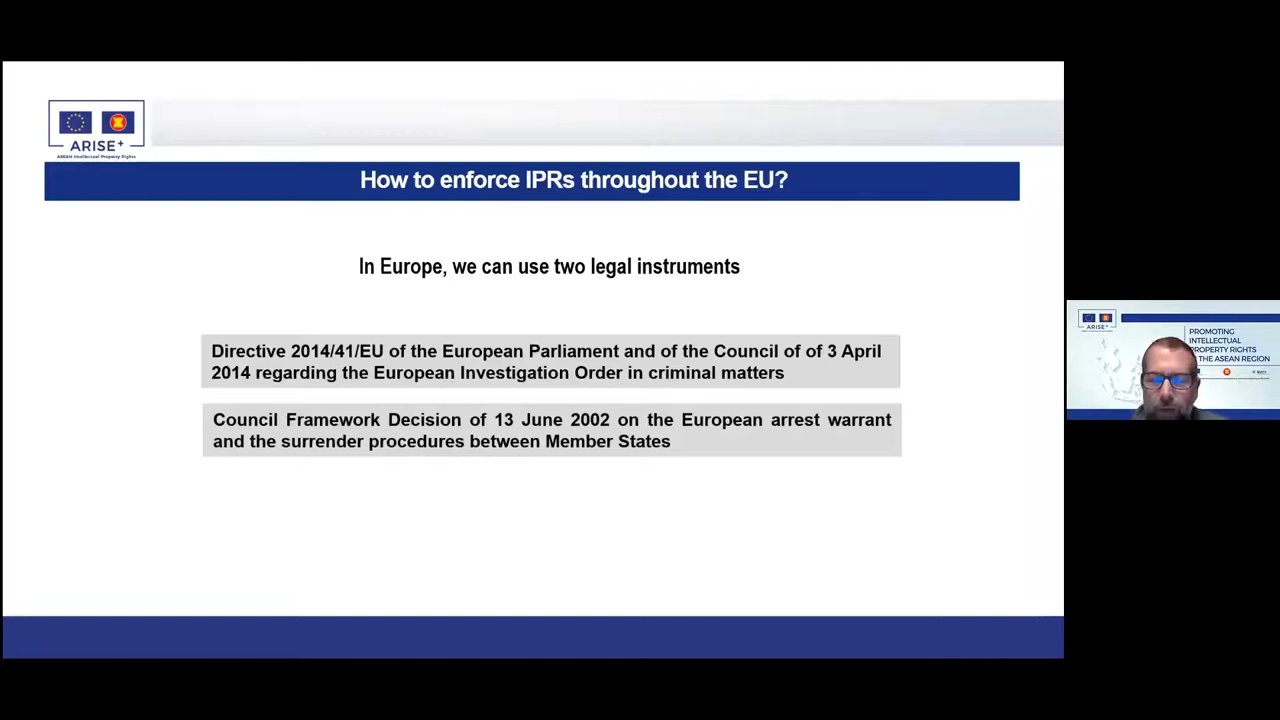 ARISE+
ASEAN Intellectual Property Rights
How to enforce IPRs throughout the EU?
In Europe, we can use two legal instruments
Directive 2014/41/EU of the European Parliament and of the Council of of 3 April
2014 regarding the European Investigation Order in criminal matters
Council Framework Decision of 13 June 2002 on the European arrest warrant
and the surrender procedures between Member States
ARISE+
PROMOTING
INTELLECTUAL
PROPERTY RIGHTS
THE ASEAN REGION